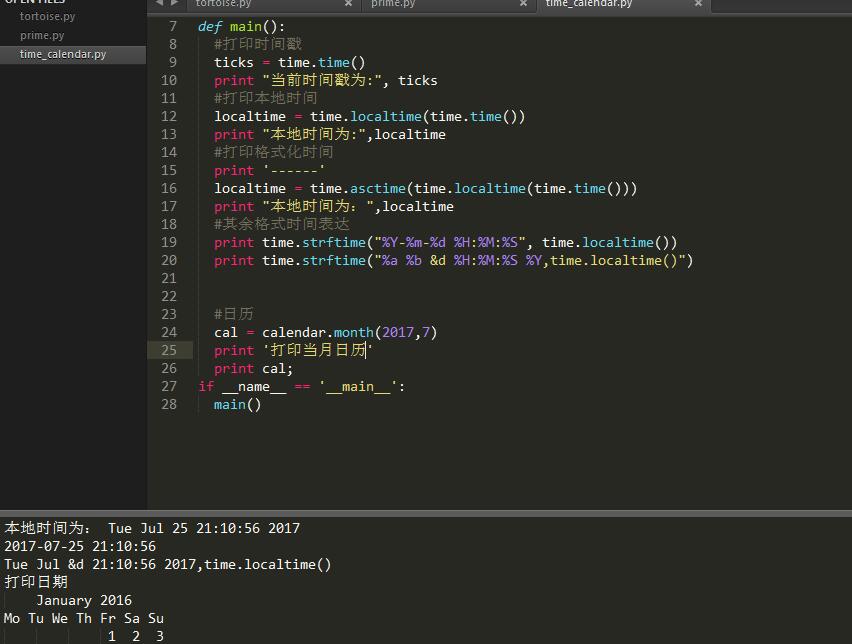 OPEN FILES
tortoise.py
prime.py
time_calendar.py
tortoise.py
prime.py
time_calendar.py
7 def main():
8 #打印时间戳
9 ticks = time.time()
10 print "当前时间戳为:", ticks
11 #打印本地时间
12 localtime = time.localtime(time.time())
13 print "本地时间为:",localtime
14 #打印格式化时间
15 print '------'
16 localtime = time.asctime(time.localtime(time.time()))
17 print "本地时间为：",localtime
18 #其余格式时间表达
19 print time.strftime("%Y-%m-%d %H:%M:%S", time.localtime())
20 print time.strftime("%a %b &d %H:%M:%S %Y,time.localtime()")
21
22
23 #日历
24 cal = calendar.month(2017,7)
25 print '打印当月日历'
26 print cal;
27 if __name__ == '__main__':
28 main()
本地时间为： Tue Jul 25 21:10:56 2017
2017-07-25 21:10:56
Tue Jul &d 21:10:56 2017,time.localtime()
打印日期
January 2016
Mo Tu We Th Fr Sa Su
1 2 3